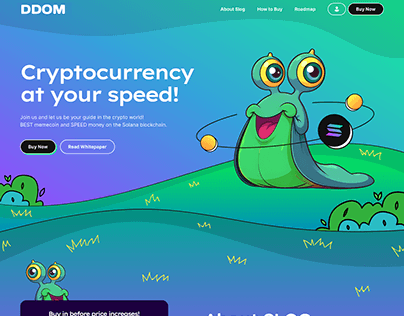 DDOM
About Slog
How to Buy
Roadmap
Buy Now
Cryptocurrency
at your speed!
Join us and let us be your guide in the crypto world!
BEST memecoin and SPEED money on the Solana blockchain.
Buy Now
Read Whitepaper
Buy in before price increases!
About SLOG